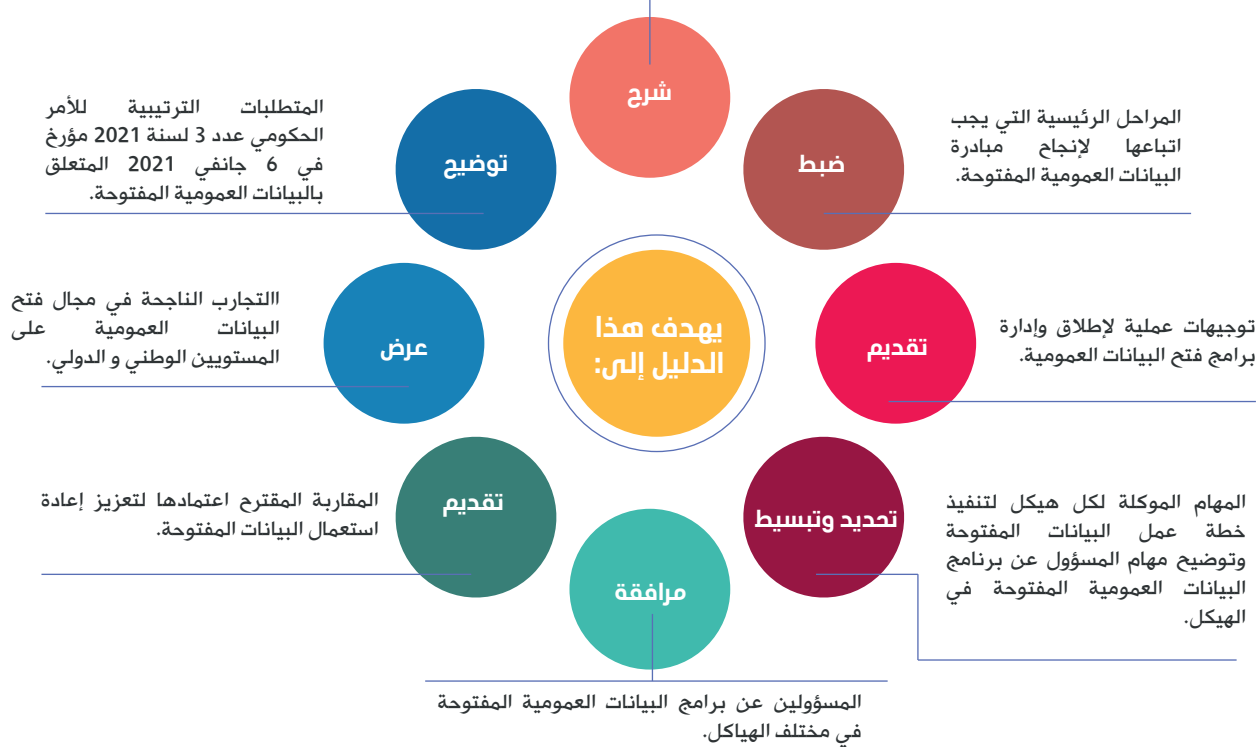 شرح
ضبط
المراحل الرئيسية التي يجب
اتباعها لإنجاح مبادرة
البيانات العمومية المفتوحة.
تقديم
توجيهات عملية لإطلاق وإدارة
برامج فتح البيانات العمومية.
تحديد وتبسيط
المهام الموكلة لكل هيكل لتنفيذ
خطة عمل البيانات المفتوحة
وتوضيح مهام المسؤول عن برنامج
البيانات العمومية المفتوحة في
الهيكل.
مرافقة
المسؤولين عن برامج البيانات العمومية المفتوحة
في مختلف الهياكل.
تقديم
المقاربة المقترح اعتمادها لتعزيز إعادة
استعمال البيانات المفتوحة.
عرض
االتجارب الناجحة في مجال فتح
البيانات العمومية على
المستويين الوطني و الدولي.
توضيح
المتطلبات الترتيبية للأمر
الحكومي عدد 3 لسنة 2021 مؤرخ
في 6 جانفي 2021 المتعلق
بالبيانات العمومية المفتوحة.
يهدف هذا
الدليل إلى: